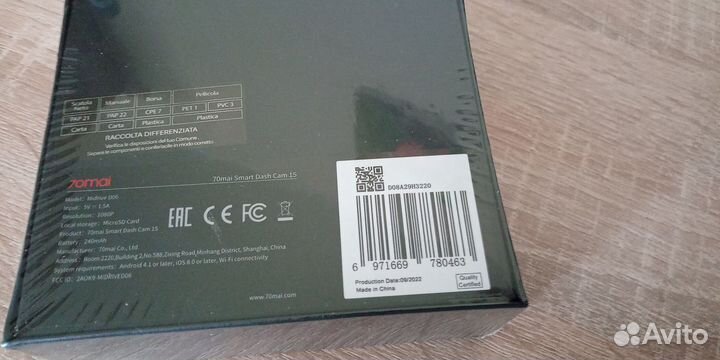 Scatola Nero
Manuale
Borsa
Pellicola
PAP 21
PAP 22
CPE 7
PET 1
PVC 3
Carta
Carta
Plastica
Plastica
RACCOLTA DIFFERENZIATA
Verifica le disposizioni del tuo Comune.
Separa le componenti e conferiscile in modo corretto
70mai
70mai Smart Dash Cam 1S
Model: Midrive D06
Input: 5V ⎓ 1.5A
Resolution: 1080P
Local storage: MicroSD Card
Product: 70mai Smart Dash Cam 1S
Battery: 240mAh
Manufacturer: 70mai Co., Ltd.
Address: Room 2220, Building 2, No.588, Zixing Road, Minhang District, Shanghai, China
System requirements: Android 4.1 or later, iOS 8.0 or later, Wi-Fi connectivity
FCC ID: 2AOK9-MIDRIVED06
EAC CE FC
www.70mai.com
D08A29H3220
6 971669 780463
Production Date:09/2022
Made in China
Quality Certified
Avito